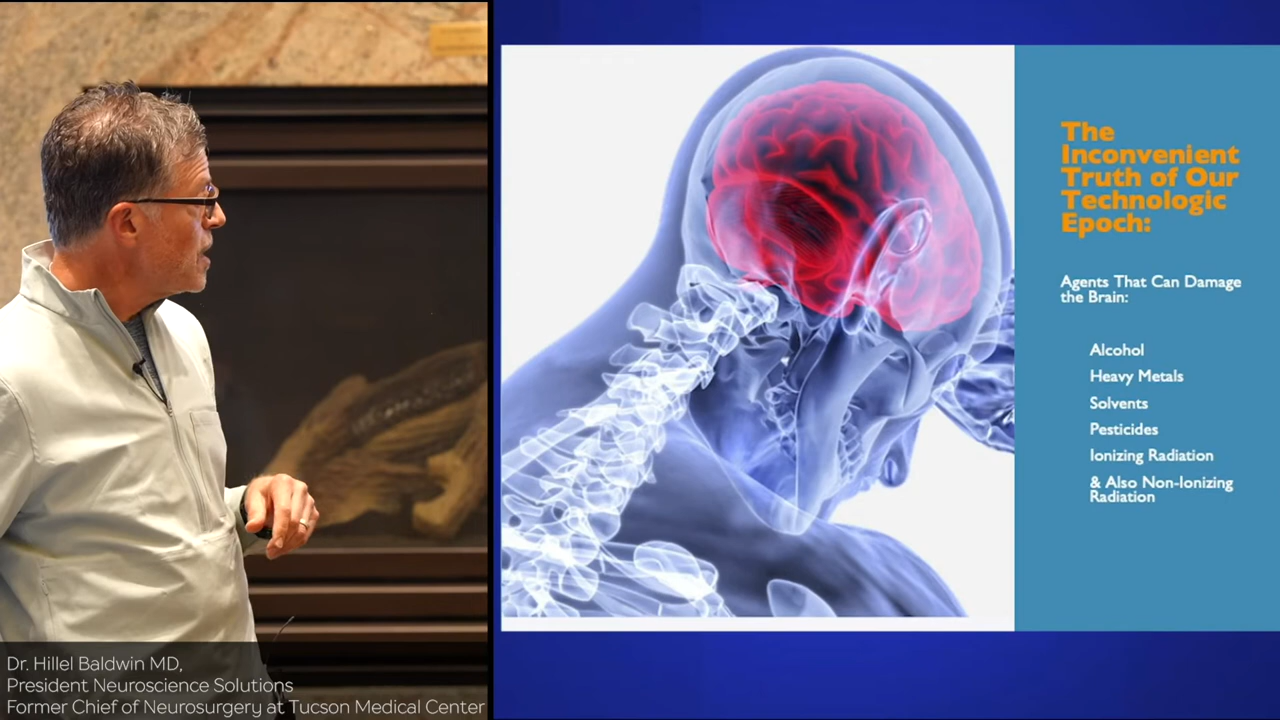 The
Inconvenient
Truth of Our
Technologic
Epoch:
Agents That Can Damage
the Brain:
Alcohol
Heavy Metals
Solvents
Pesticides
Ionizing Radiation
& Also Non-Ionizing
Radiation
Dr. Hillel Baldwin MD,
President Neuroscience Solutions
Former Chief of Neurosurgery at Tucson Medical Center